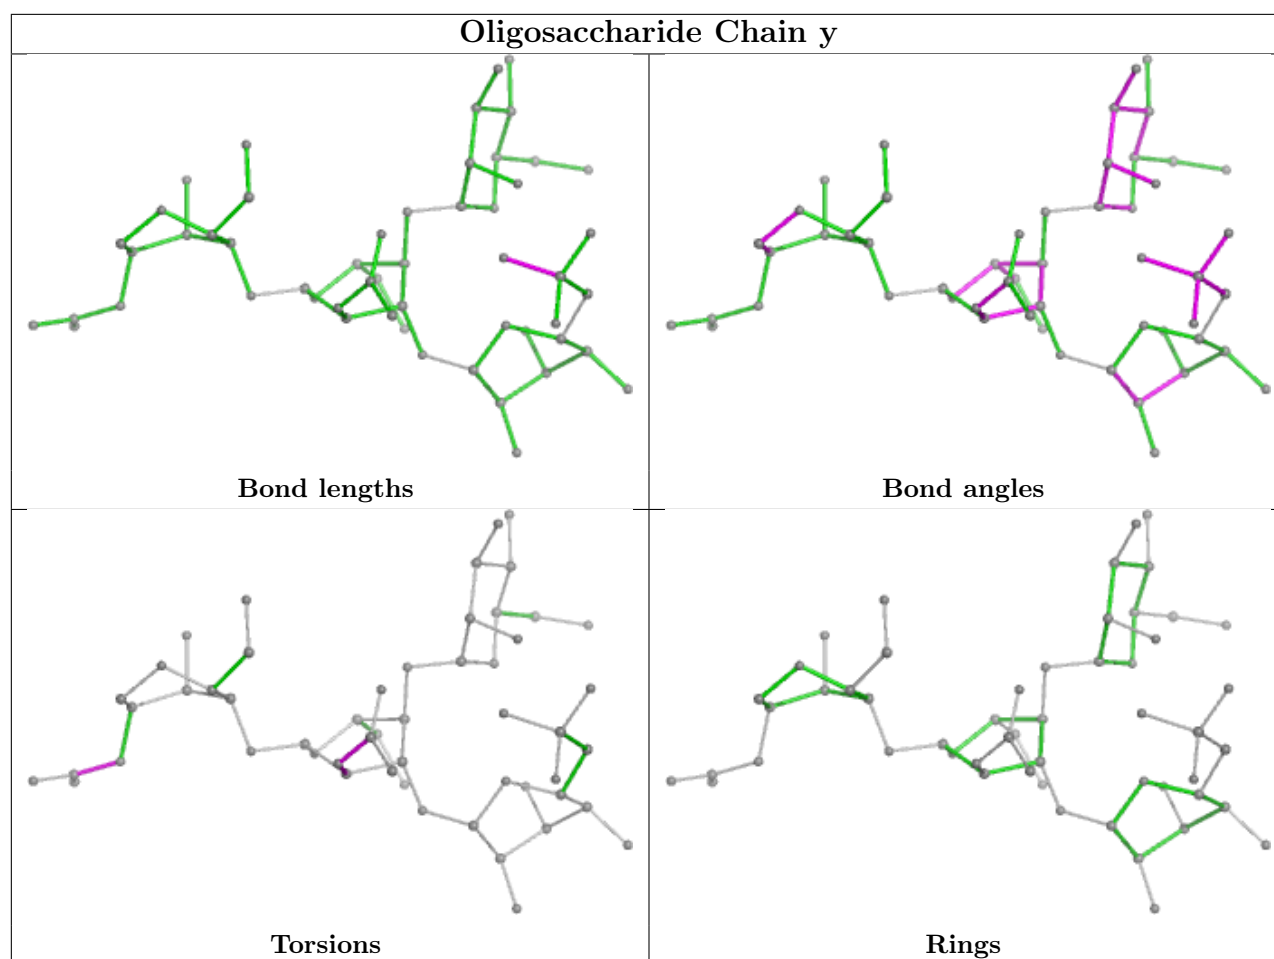 Oligosaccharide Chain y
Bond lengths
Bond angles
Torsions
Rings